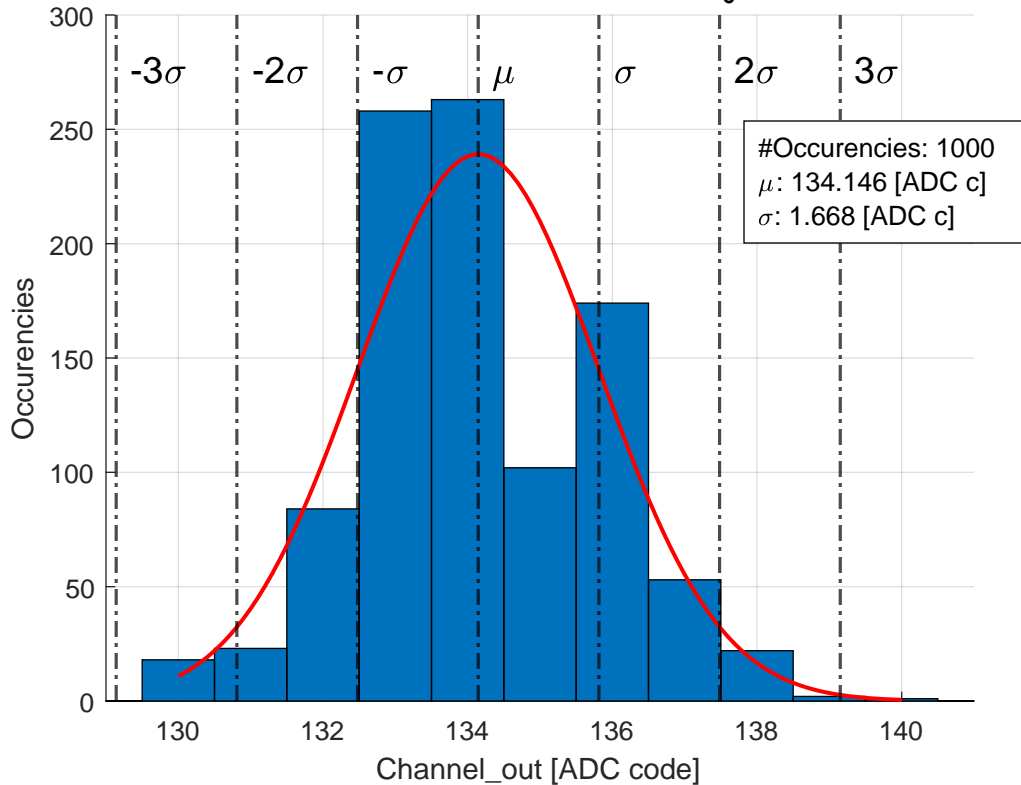 300
250
200
150
100
50
0
-3σ -2σ -σ μ σ 2σ 3σ
#Occurencies: 1000
μ: 134.146 [ADC c]
σ: 1.668 [ADC c]
Occurencies
130 132 134 136 138 140
Channel_out [ADC code]